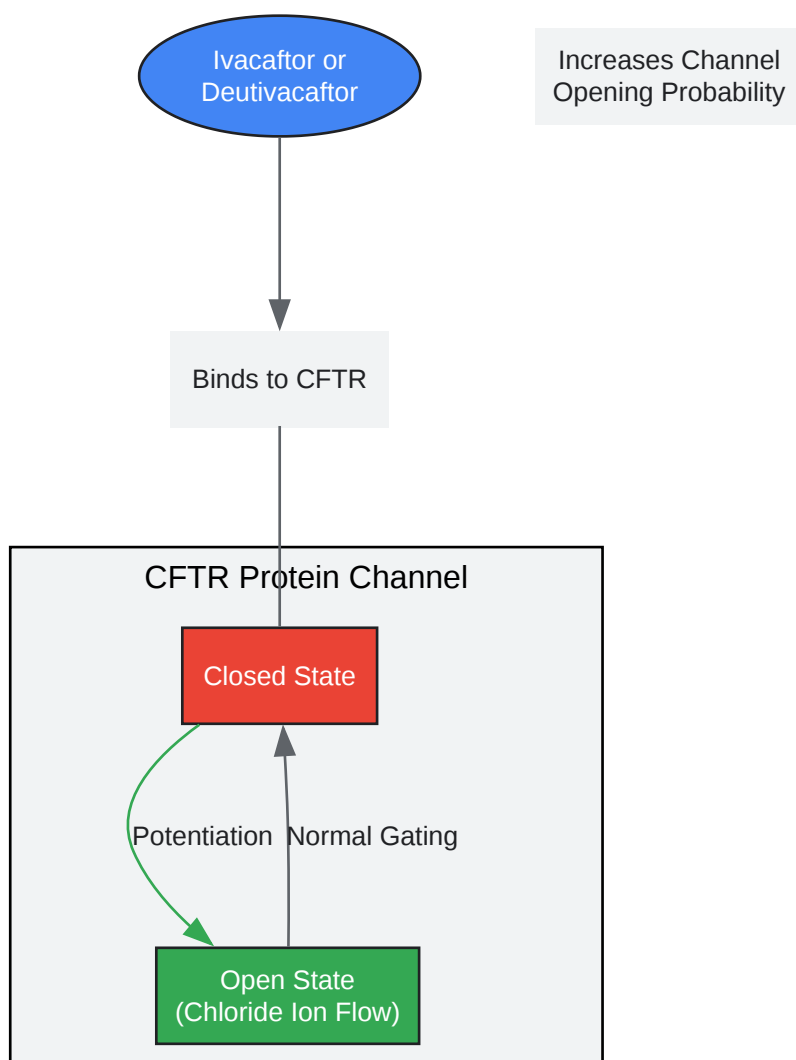 Ivacaftor or
Deutivacaftor
Increases Channel
Opening Probability
Binds to CFTR
CFTR Protein Channel
Closed State
Potentiation
Normal Gating
Open State
(Chloride Ion Flow)